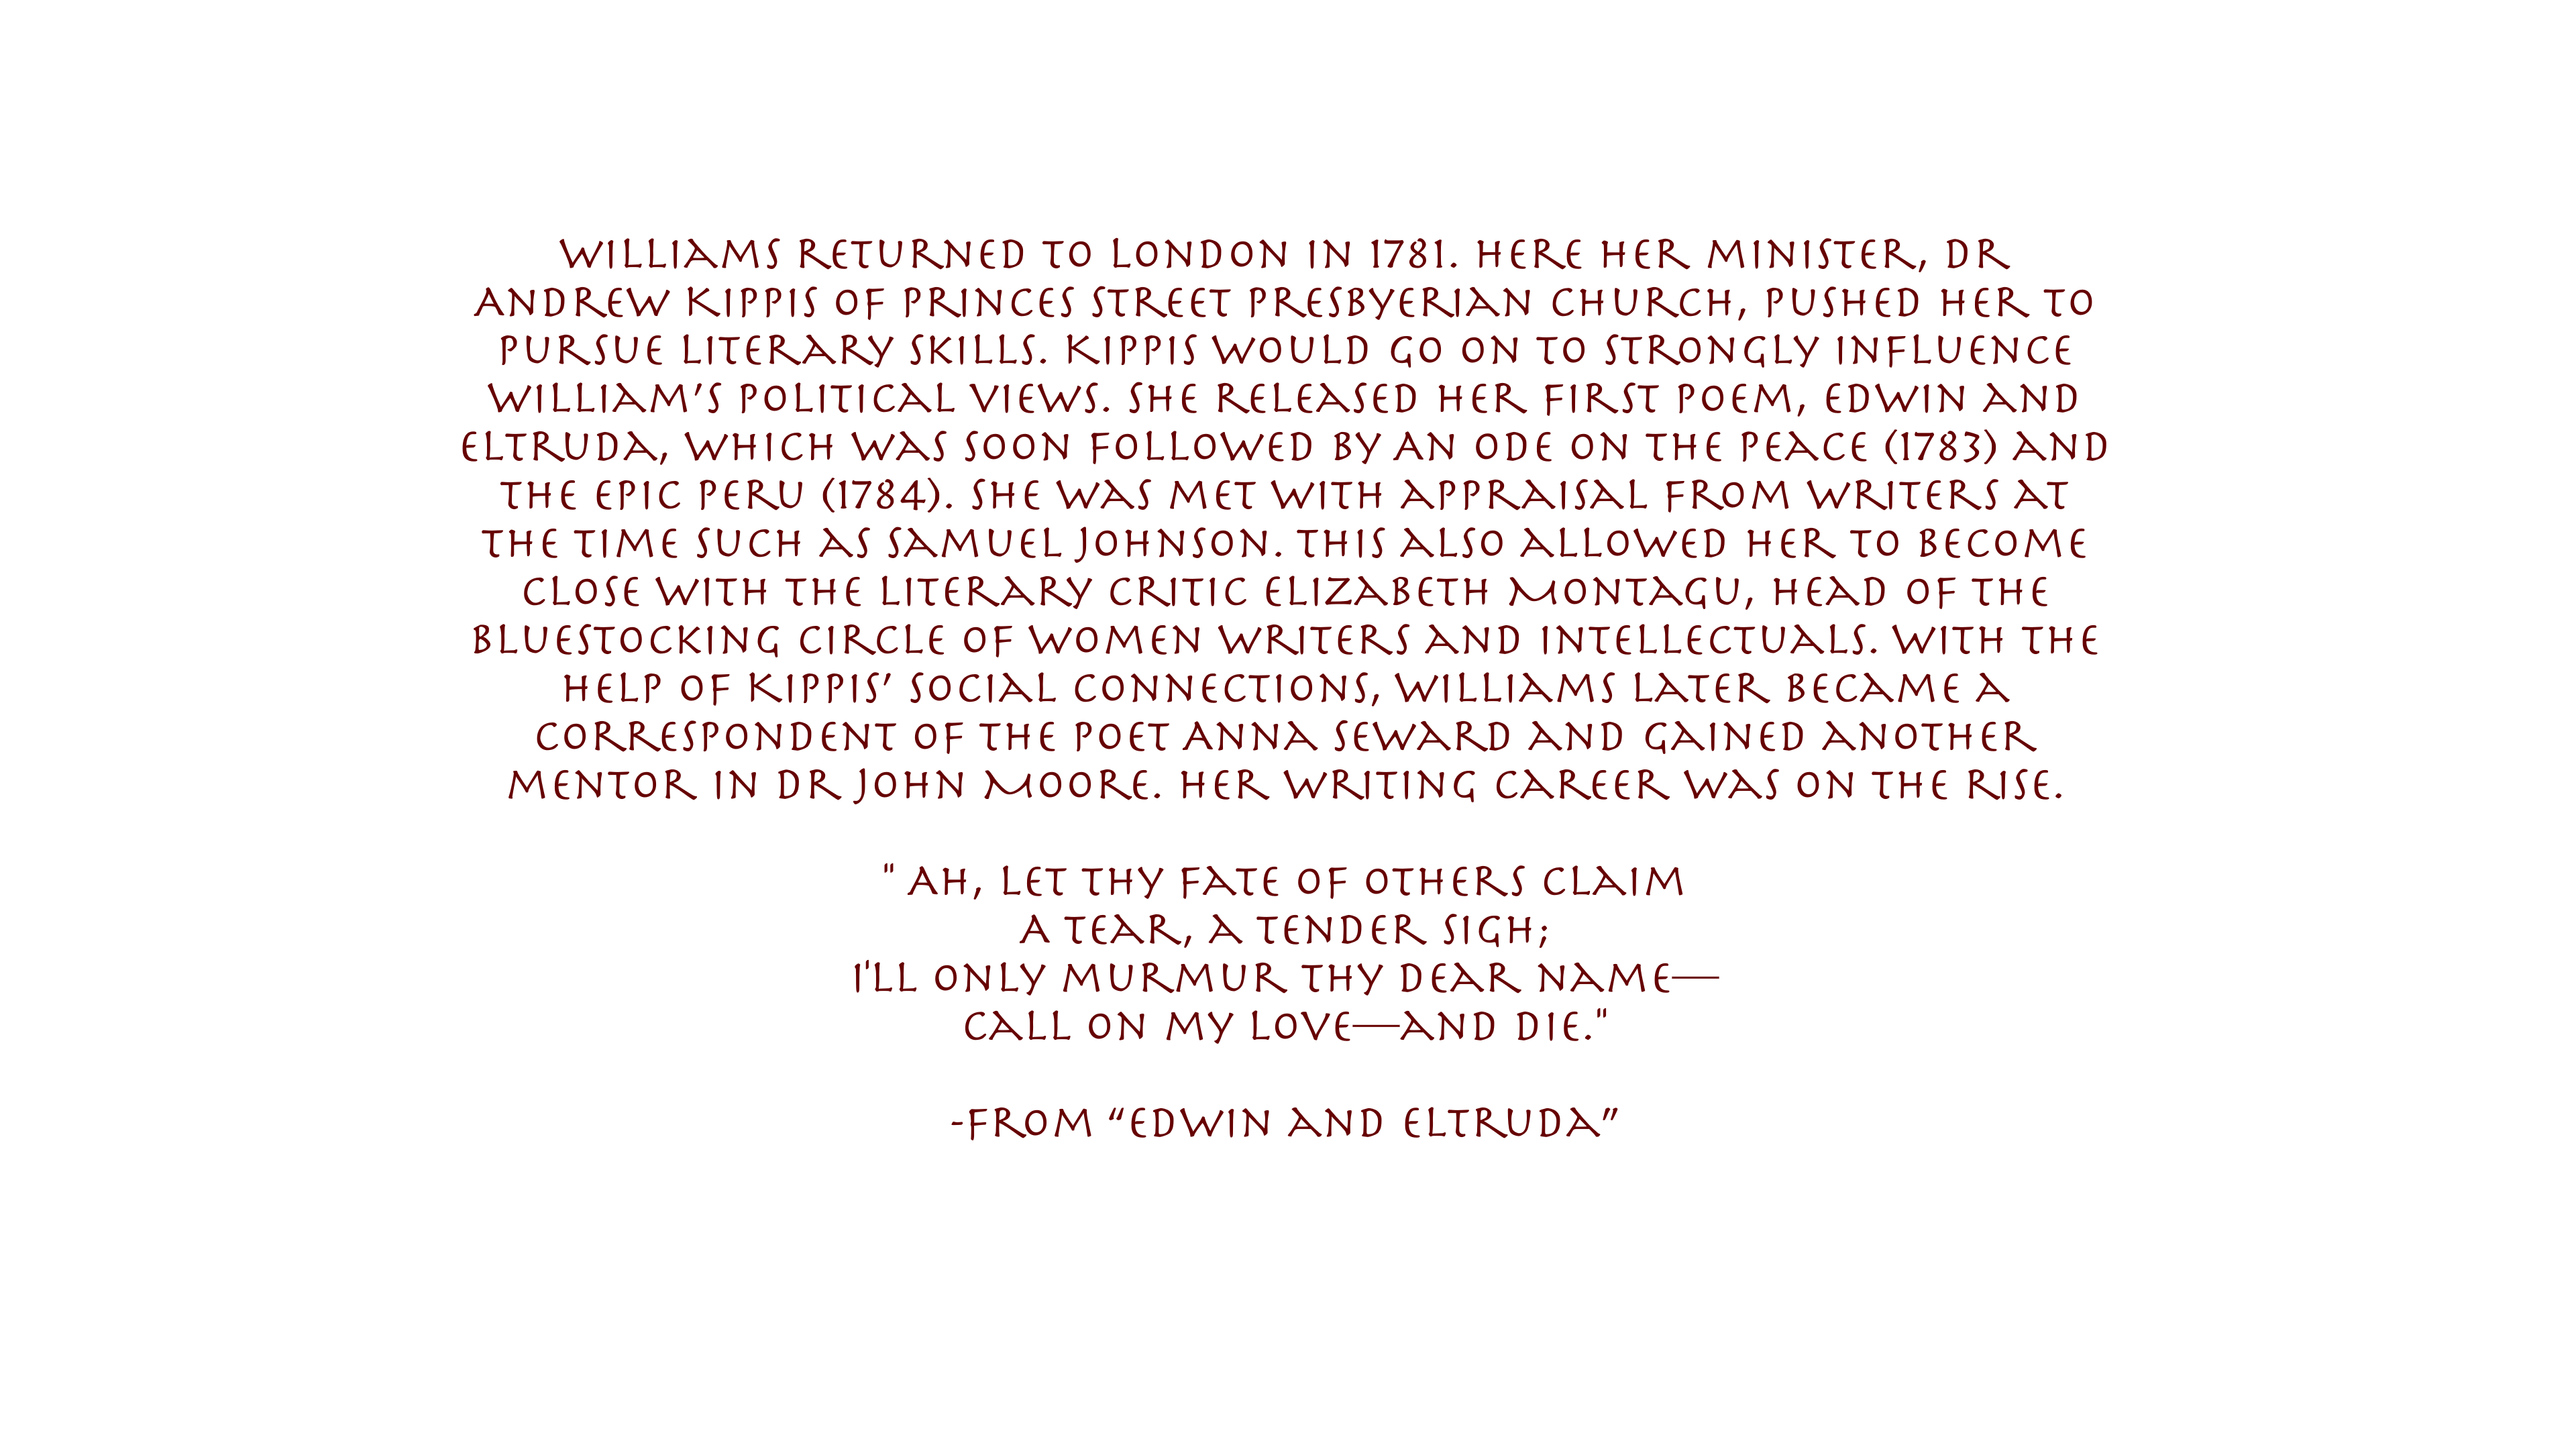 Williams returned to London in 1781. Here her minister, Dr
Andrew Kippis of Princes Street Presbyerian Church, pushed her to
pursue literary skills. Kippis would go on to strongly influence
William’s political views. She released her first poem, Edwin and
Eltruda, which was soon followed by An Ode on the Peace (1783) and
the epic Peru (1784). She was met with appraisal from writers at
the time such as Samuel Johnson. This also allowed her to become
close with the literary critic Elizabeth Montagu, head of the
Bluestocking Circle of women writers and intellectuals. With the
help of Kippis’ social connections, Williams later became a
correspondent of the poet Anna Seward and gained another
mentor in Dr John Moore. Her writing career was on the rise.
" Ah, let thy fate of others claim
A tear, a tender sigh;
I'll only murmur thy dear name—
Call on my love—and die."
-From “Edwin and Eltruda”